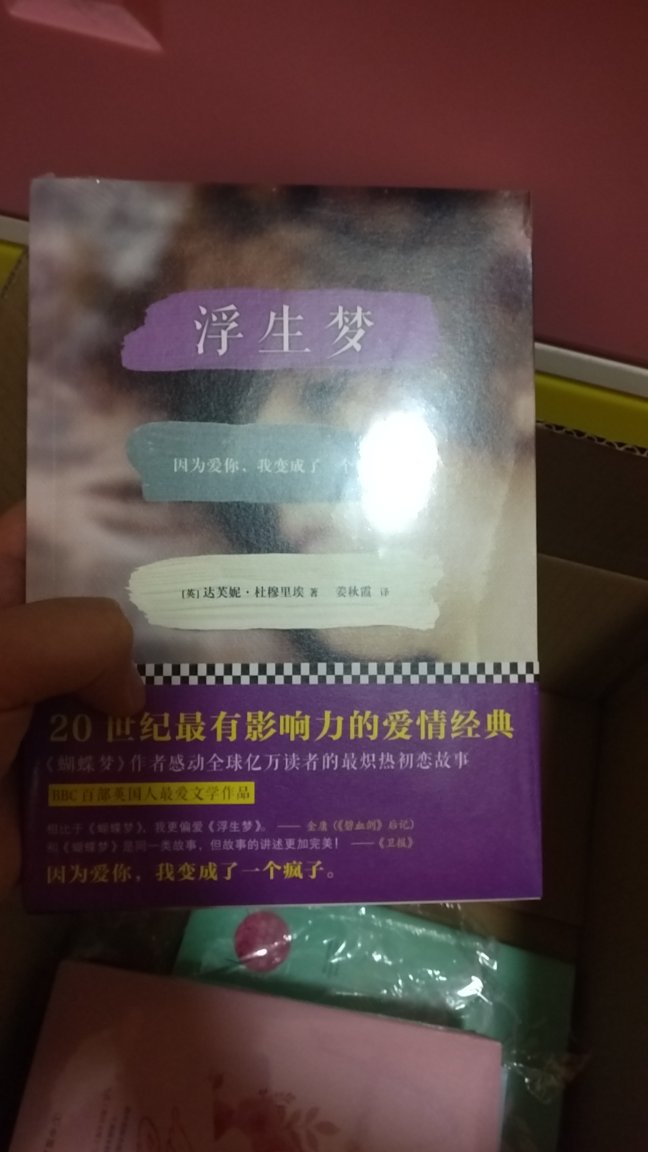 浮生梦
因为爱你，我变成了 个
[英] 达芙妮·杜穆里埃 著 姜秋霞 译
20世纪最有影响力的爱情经典
《蝴蝶梦》作者感动全球亿万读者的最炽热初恋故事
BBC百部英国人最爱文学作品
相比于《蝴蝶梦》，我更偏爱《浮生梦》。 —— 金庸（《碧血剑》后记）
和《蝴蝶梦》是同一类故事，但故事的讲述更加完美！ ——《卫报》
因为爱你，我变成了一个疯子。